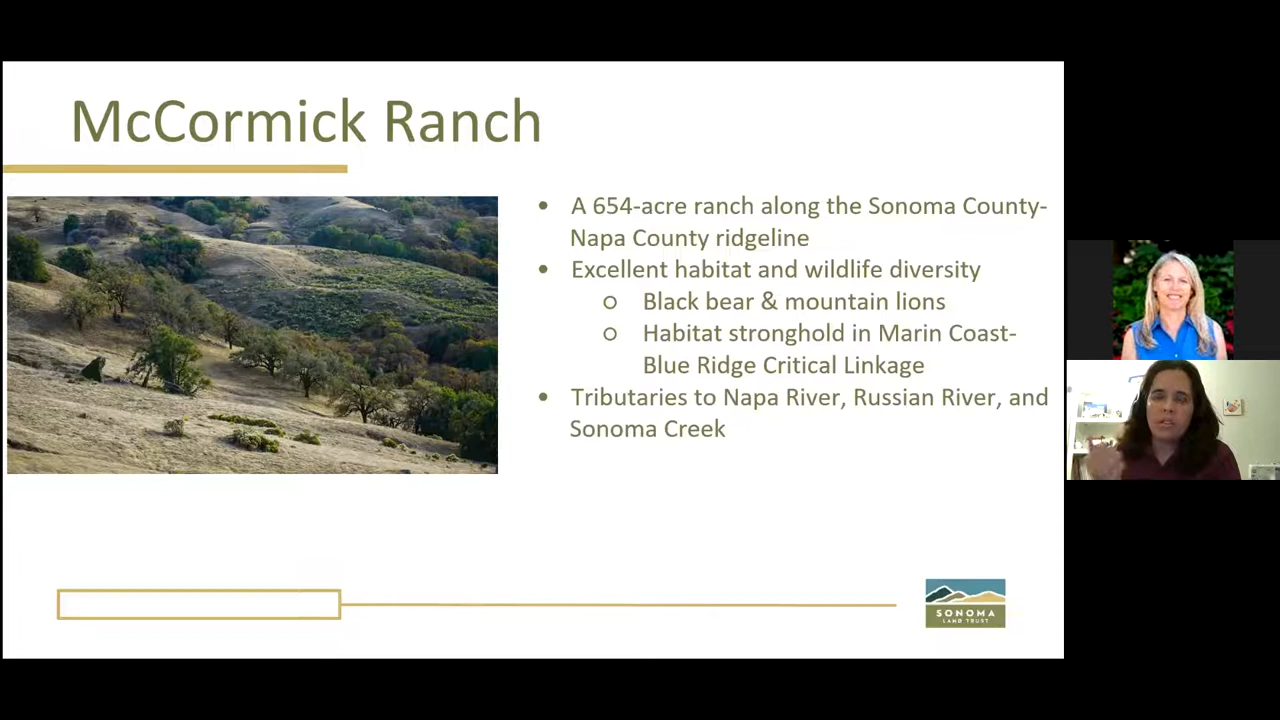 McCormick Ranch
• A 654-acre ranch along the Sonoma County-
Napa County ridgeline
• Excellent habitat and wildlife diversity
○ Black bear & mountain lions
○ Habitat stronghold in Marin Coast-
Blue Ridge Critical Linkage
• Tributaries to Napa River, Russian River, and
Sonoma Creek
SONOMA
LAND TRUST